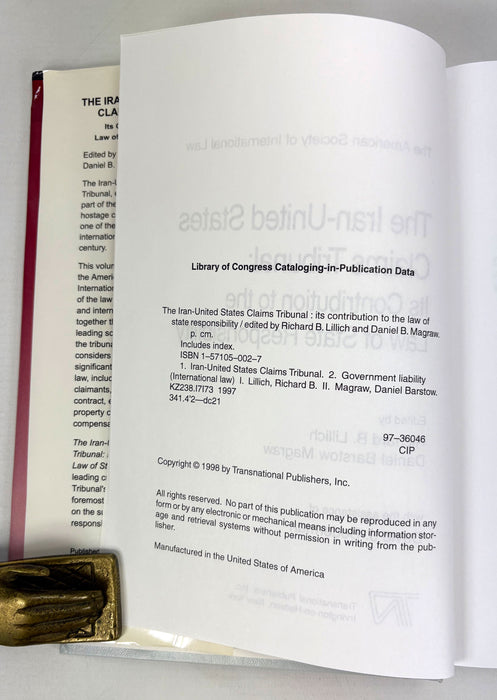 THE IRA
CLA
Its C
Law of
Edited by
Daniel B.
The Iran-U
Tribunal,
part of the
hostage c
one of the
internatio
century.
This volur
the Ameri
Internatio
of the law
and intern
together t
leading sc
the tribuna
considers
significant
law, includ
claimants,
contract, e
property c
compensa
The Iran-U
Tribunal:
Law of St
leading cr
Tribunal's
foremost
on the su
responsi
Publisher
Library of Congress Cataloging-in-Publication Data
The Iran-United States Claims Tribunal : its contribution to the law of
state responsibility / edited by Richard B. Lillich and Daniel B. Magraw.
p. cm.
Includes index.
ISBN 1-57105-002-7
1. Iran-United States Claims Tribunal. 2. Government liability
(International law) I. Lillich, Richard B. II. Magraw, Daniel Barstow.
KZ238.I7I73 1997
341.4'2—dc21
97-36046
CIP
Copyright © 1998 by Transnational Publishers, Inc.
All rights reserved. No part of this publication may be reproduced in any
form or by any electronic or mechanical means including information stor-
age and retrieval systems without permission in writing from the pub-
lisher.
Manufactured in the United States of America